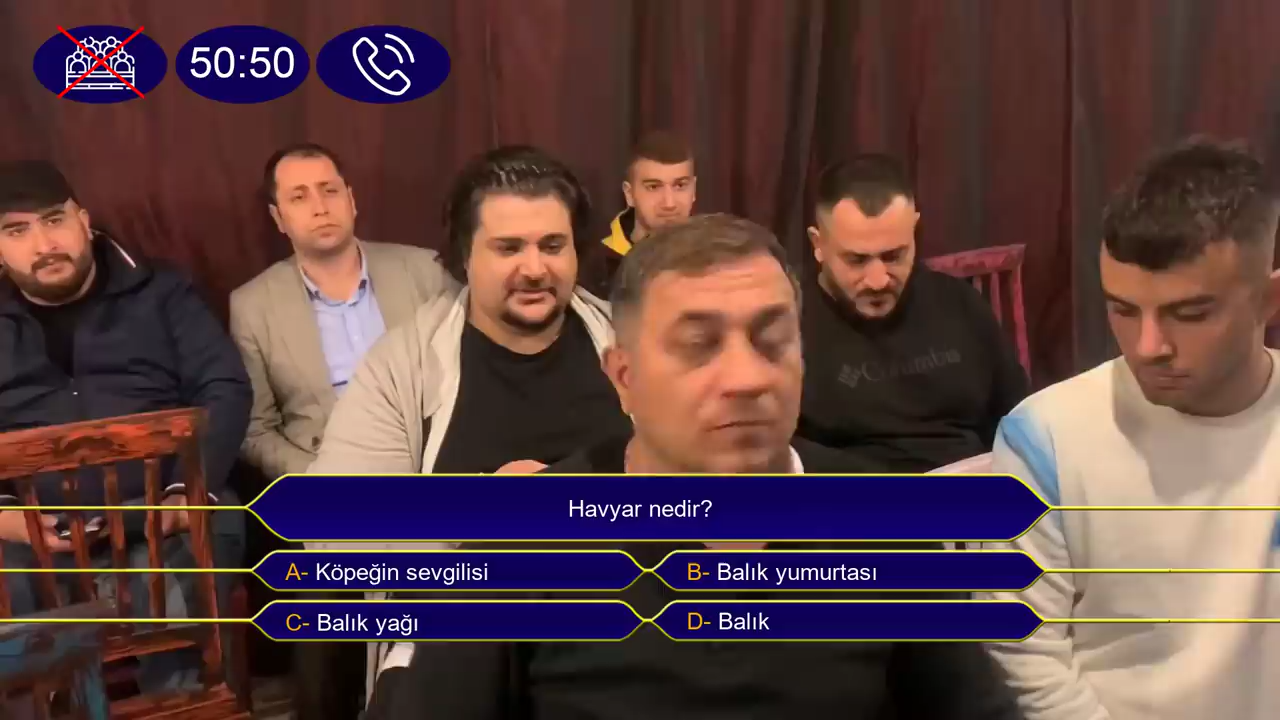 50:50
Columbia
Havyar nedir?
A- Köpeğin sevgilisi
B- Balık yumurtası
C- Balık yağı
D- Balık